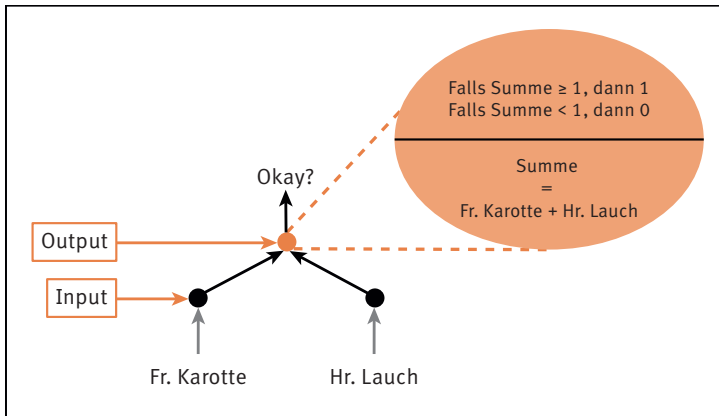 Falls Summe ≥ 1, dann 1
Falls Summe < 1, dann 0
Summe
=
Fr. Karotte + Hr. Lauch
Okay?
Output
Input
Fr. Karotte
Hr. Lauch